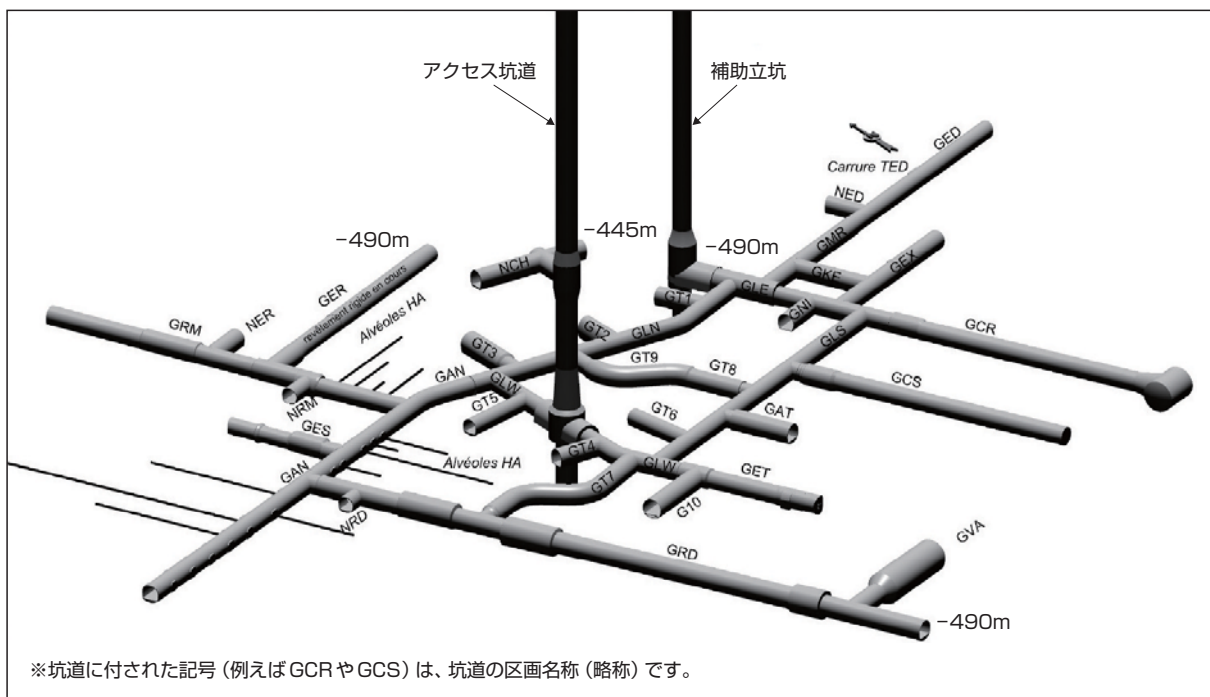 アクセス坑道
補助立坑
GED
Carrure TED
NED
-445m
-490m
GMR
-490m
NCH
GEX
GKF
GER
revêtement rigide en cours
NER
GT1
GLE
GNI
Alvéoles HA
GRM
GT2
GLN
GLS
GCR
GT3
GT9
GT8
GAN
GLW
GCS
NRM
GT5
GT6
GAT
GES
GT4
Alvéoles HA
GLW
GET
GAN
GT7
G10
NRD
GRD
GVA
-490m
※坑道に付された記号（例えばGCRやGCS）は、坑道の区画名称（略称）です。